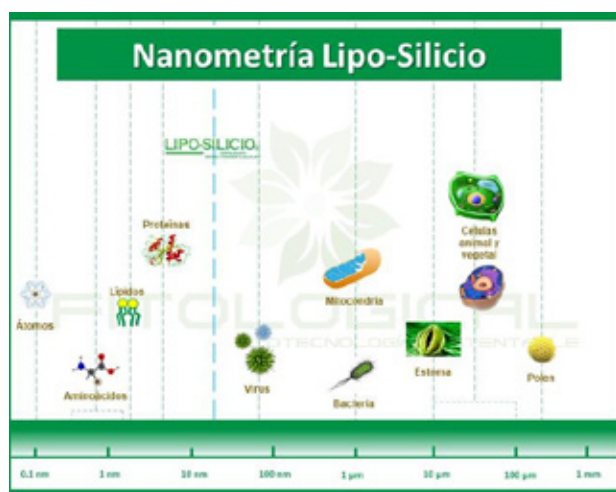 Nanometría Lipo-Silicio
LIPO-SILICIO
Proteínas
Células
animal y
vegetal
Lípidos
Mitocondria
Átomos
FITOLOGICAL
Estoma
Polen
Aminoácidos
Virus
Bacteria
0.1 nm
1 nm
10 nm
100 nm
1 µm
10 µm
100 µm
1 mm